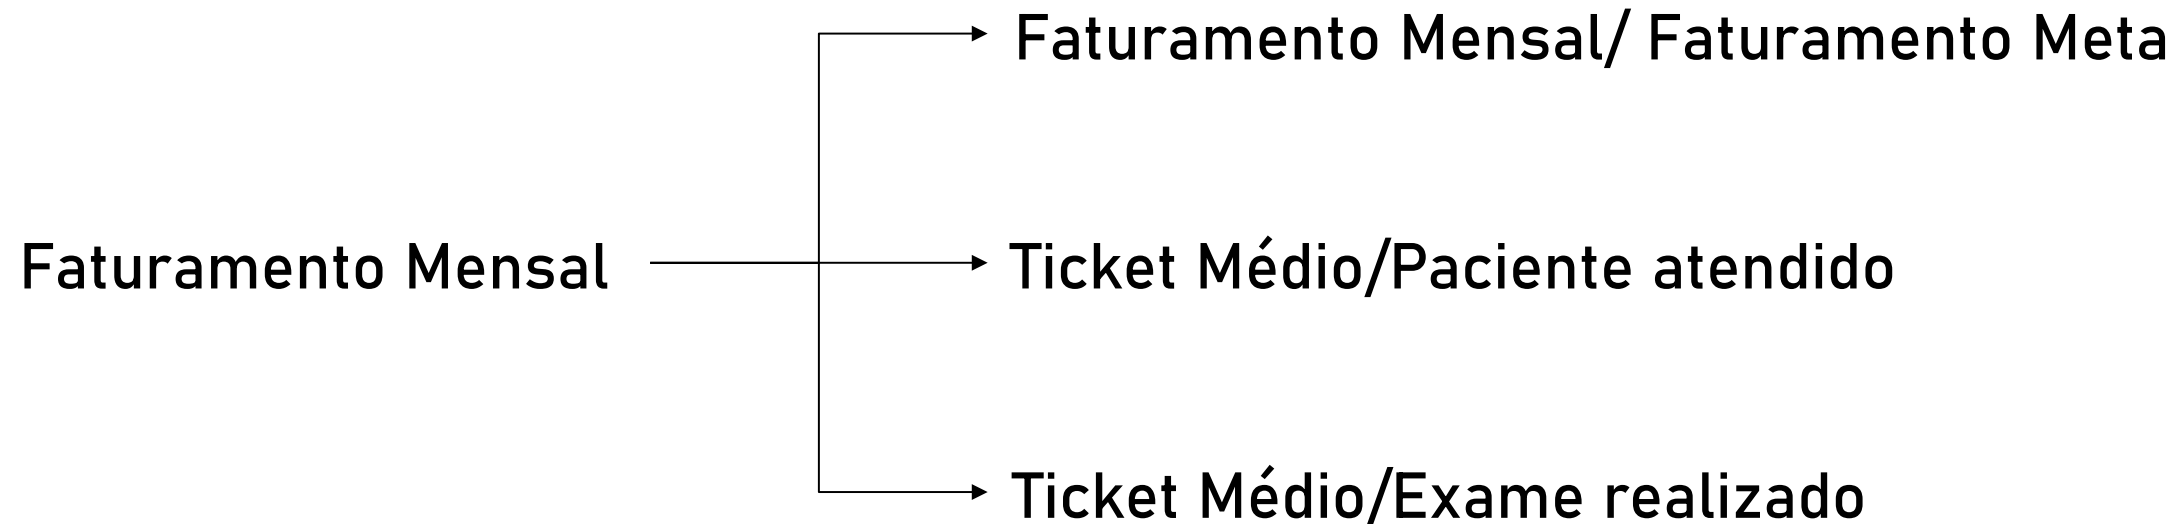 Faturamento Mensal/ Faturamento Meta
Faturamento Mensal
Ticket Médio/Paciente atendido
Ticket Médio/Exame realizado